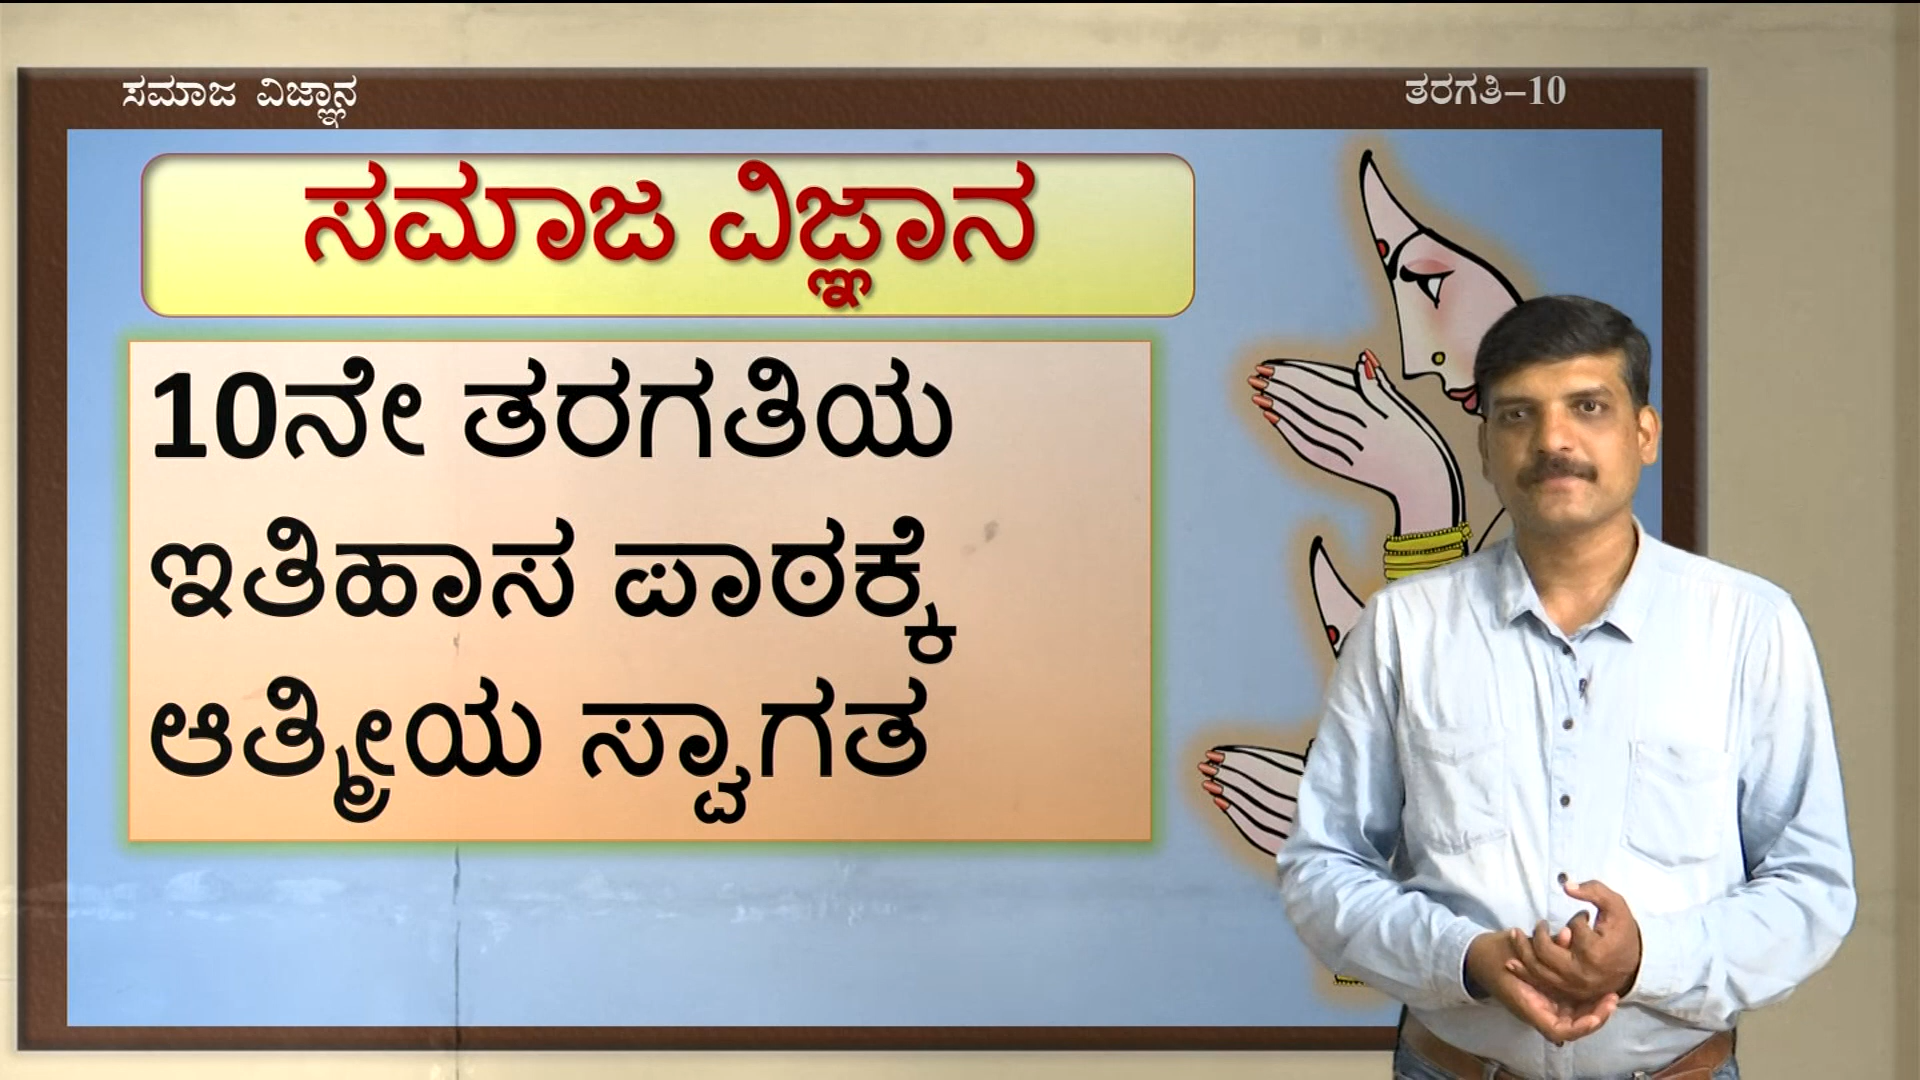 ಸಮಾಜ ವಿಜ್ಞಾನ
ತರಗತಿ-10
ಸಮಾಜ ವಿಜ್ಞಾನ
10ನೇ ತರಗತಿಯ
ಇತಿಹಾಸ ಪಾಠಕ್ಕೆ
ಆತ್ಮೀಯ ಸ್ವಾಗತ